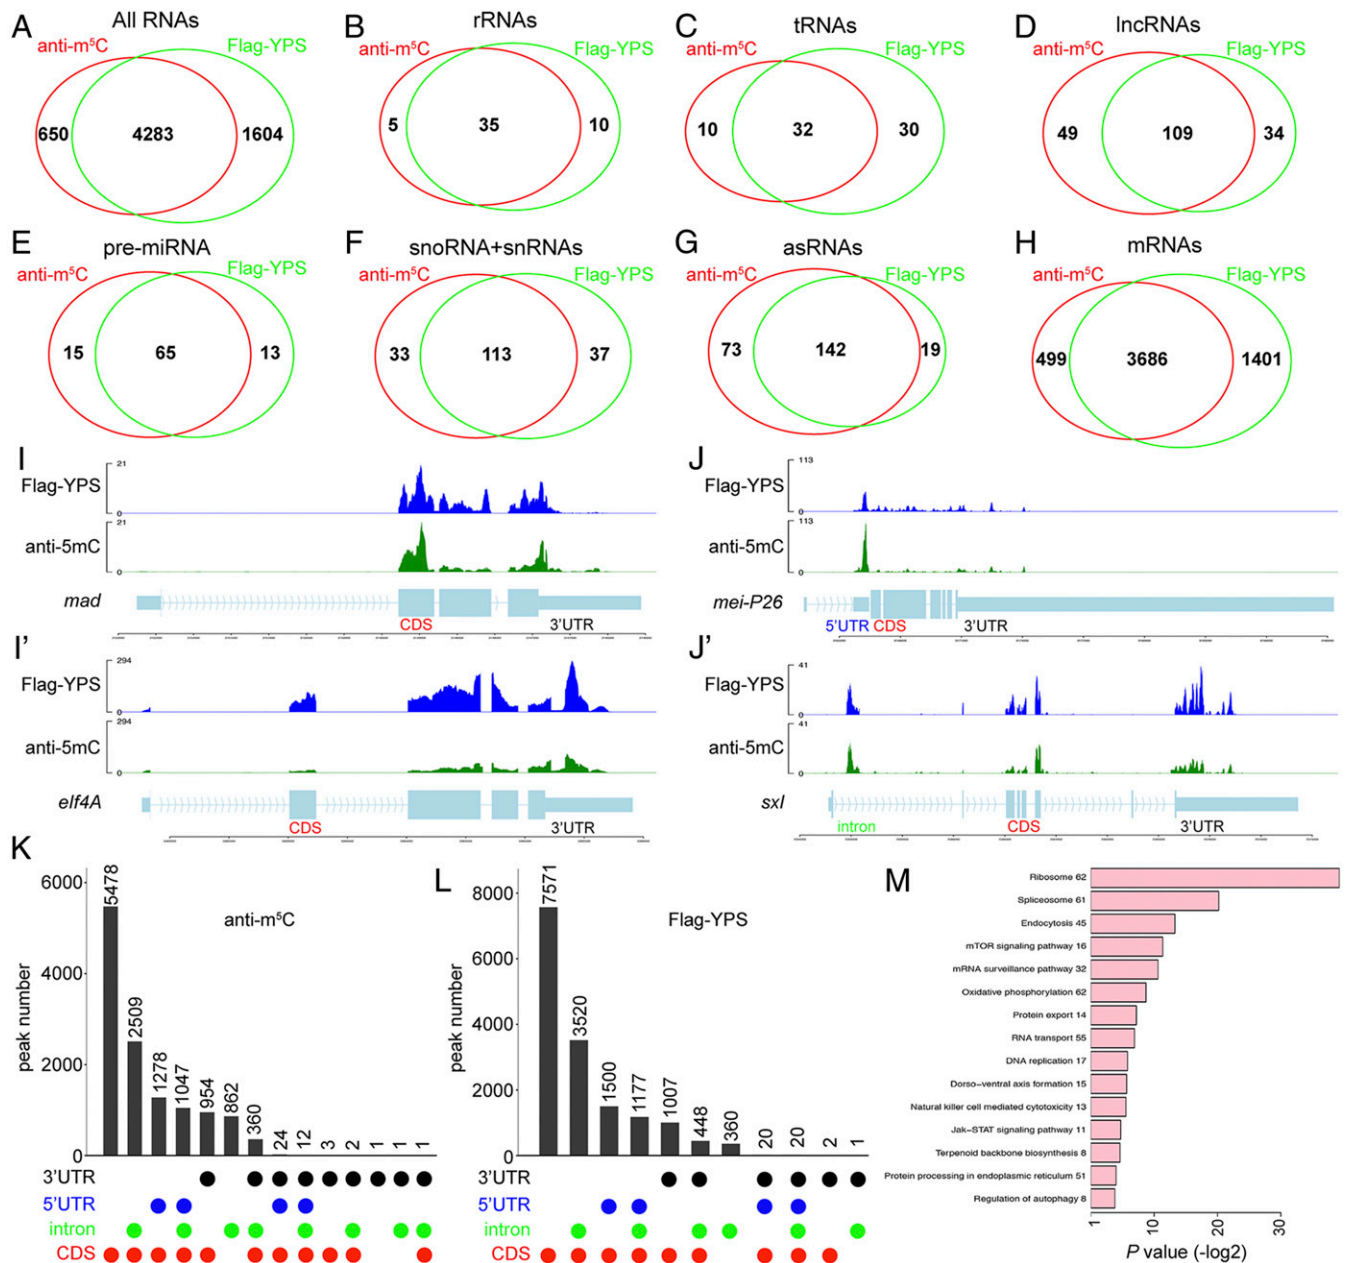 A
All RNAs
anti-m⁵C
Flag-YPS
650
4283
1604
B
rRNAs
anti-m⁵C
Flag-YPS
5
35
10
C
tRNAs
anti-m⁵C
Flag-YPS
10
32
30
D
lncRNAs
anti-m⁵C
Flag-YPS
49
109
34
E
pre-miRNA
anti-m⁵C
Flag-YPS
15
65
13
F
snoRNA+snRNAs
anti-m⁵C
Flag-YPS
33
113
37
G
asRNAs
anti-m⁵C
Flag-YPS
73
142
19
H
mRNAs
anti-m⁵C
Flag-YPS
499
3686
1401
I
Flag-YPS
21
0
anti-5mC
21
0
mad
CDS
3'UTR
J
Flag-YPS
113
0
anti-5mC
113
0
mei-P26
5'UTR CDS
3'UTR
I'
Flag-YPS
294
0
anti-5mC
294
0
eIf4A
CDS
3'UTR
J'
Flag-YPS
41
0
anti-5mC
41
0
sxl
intron
CDS
3'UTR
K
anti-m⁵C
peak number
6000
4000
2000
0
5478
2509
1278
1047
954
862
360
24
12
3
2
1
1
1
3'UTR
5'UTR
intron
CDS
L
Flag-YPS
peak number
8000
6000
4000
2000
0
7571
3520
1500
1177
1007
448
360
20
20
2
1
3'UTR
5'UTR
intron
CDS
M
Ribosome 62
Spliceosome 61
Endocytosis 45
mTOR signaling pathway 16
mRNA surveillance pathway 32
Oxidative phosphorylation 62
Protein export 14
RNA transport 55
DNA replication 17
Dorso-ventral axis formation 15
Natural killer cell mediated cytotoxicity 13
Jak-STAT signaling pathway 11
Terpenoid backbone biosynthesis 8
Protein processing in endoplasmic reticulum 51
Regulation of autophagy 8
1
10
20
30
P value (-log2)